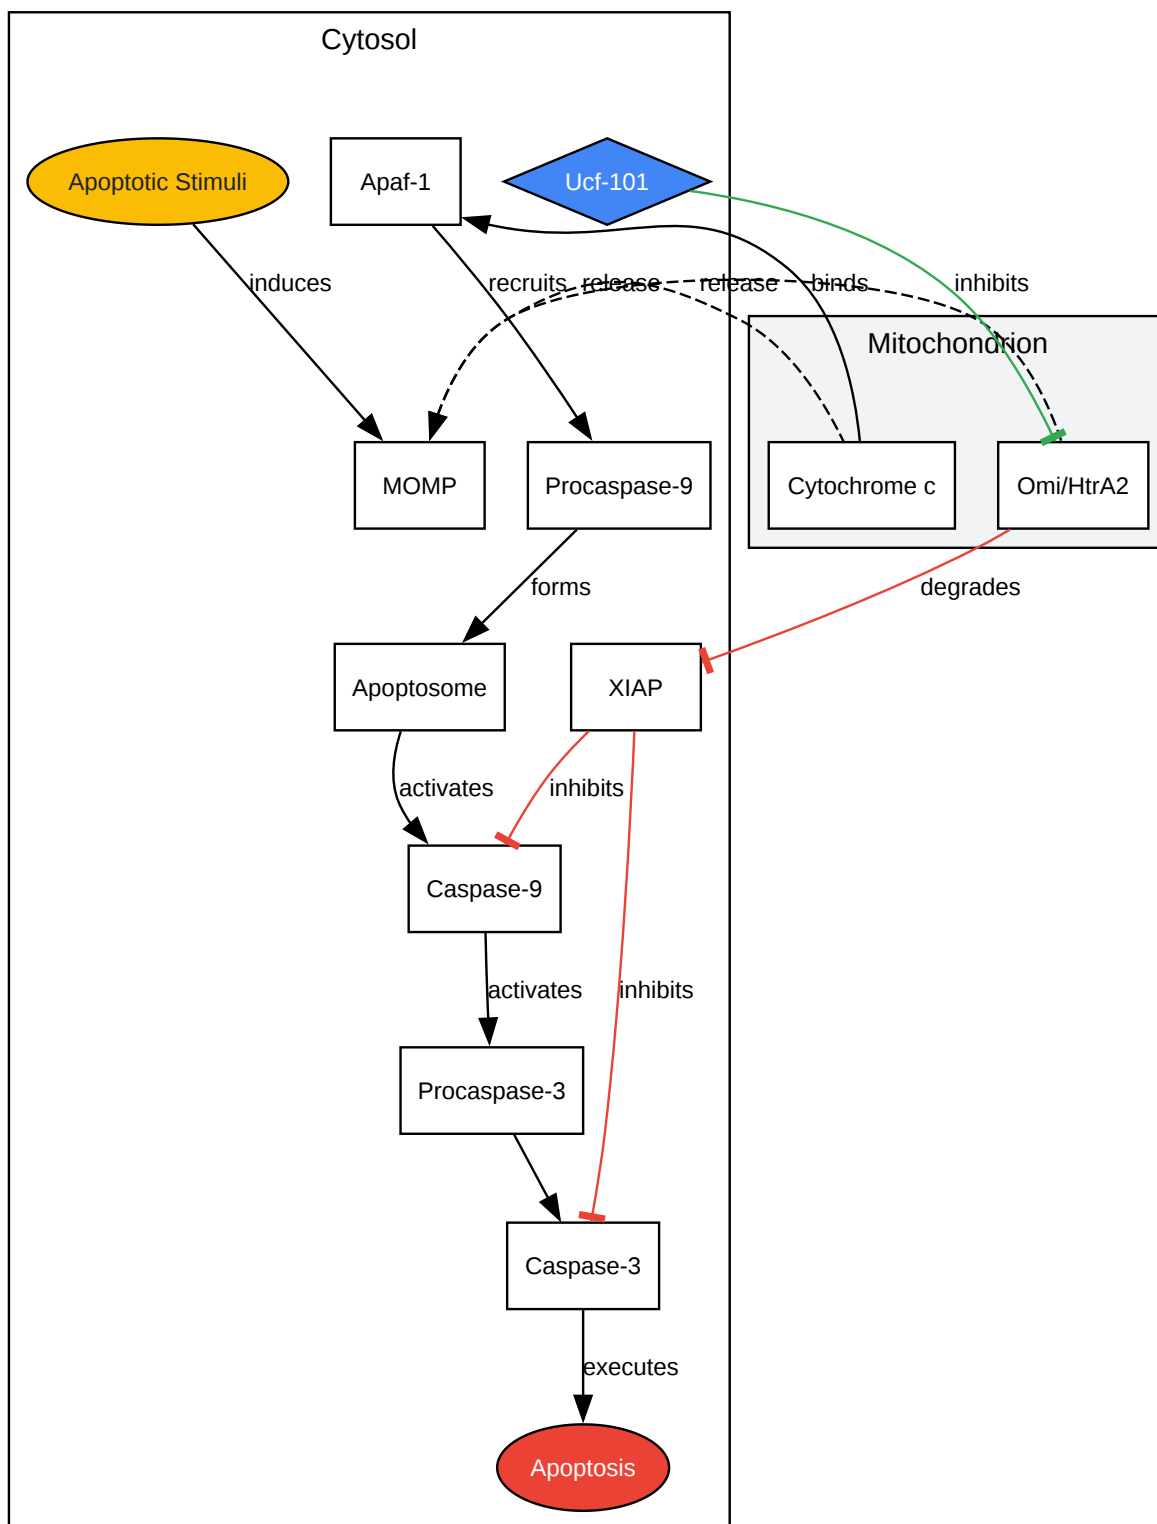 Cytosol
Apoptotic Stimuli
Apaf-1
Ucf-101
induces
recruits
release
release
binds
inhibits
Mitochondrion
MOMP
Procaspase-9
Cytochrome c
Omi/HtrA2
forms
degrades
Apoptosome
XIAP
activates
inhibits
Caspase-9
activates
inhibits
Procaspase-3
Caspase-3
executes
Apoptosis